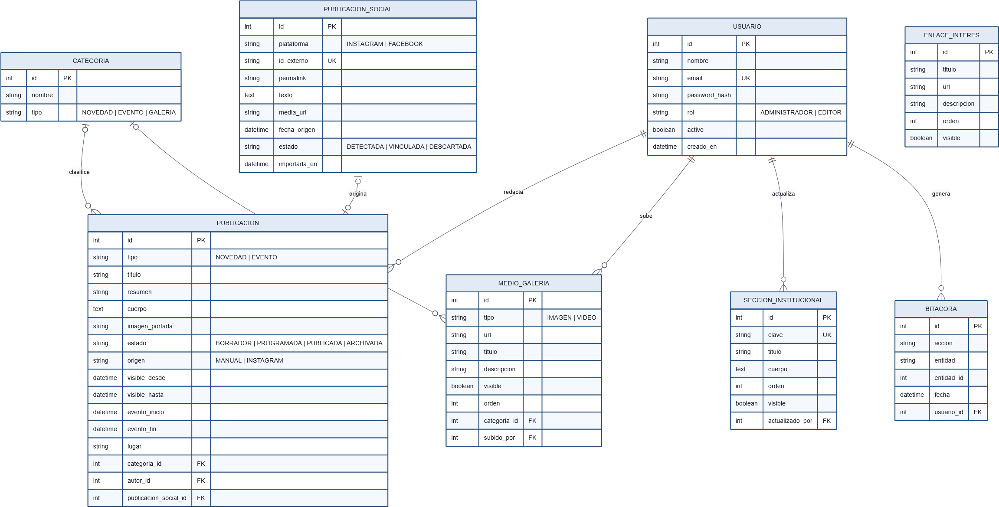 PUBLICACION_SOCIAL
int id PK
string plataforma INSTAGRAM | FACEBOOK
string id_externo UK
string permalink
text texto
string media_url
datetime fecha_origen
string estado DETECTADA | VINCULADA | DESCARTADA
datetime importada_en
USUARIO
int id PK
string nombre
string email UK
string password_hash
string rol ADMINISTRADOR | EDITOR
boolean activo
datetime creado_en
ENLACE_INTERES
int id PK
string titulo
string url
string descripcion
int orden
boolean visible
CATEGORIA
int id PK
string nombre
string tipo NOVEDAD | EVENTO | GALERIA
clasifica
origina
redacta
sube
actualiza
genera
PUBLICACION
int id PK
string tipo NOVEDAD | EVENTO
string titulo
string resumen
text cuerpo
string imagen_portada
string estado BORRADOR | PROGRAMADA | PUBLICADA | ARCHIVADA
string origen MANUAL | INSTAGRAM
datetime visible_desde
datetime visible_hasta
datetime evento_inicio
datetime evento_fin
string lugar
int categoria_id FK
int autor_id FK
int publicacion_social_id FK
MEDIO_GALERIA
int id PK
string tipo IMAGEN | VIDEO
string url
string titulo
string descripcion
boolean visible
int orden
int categoria_id FK
int subido_por FK
SECCION_INSTITUCIONAL
int id PK
string clave UK
string titulo
text cuerpo
int orden
boolean visible
int actualizado_por FK
BITACORA
int id PK
string accion
string entidad
int entidad_id
datetime fecha
int usuario_id FK